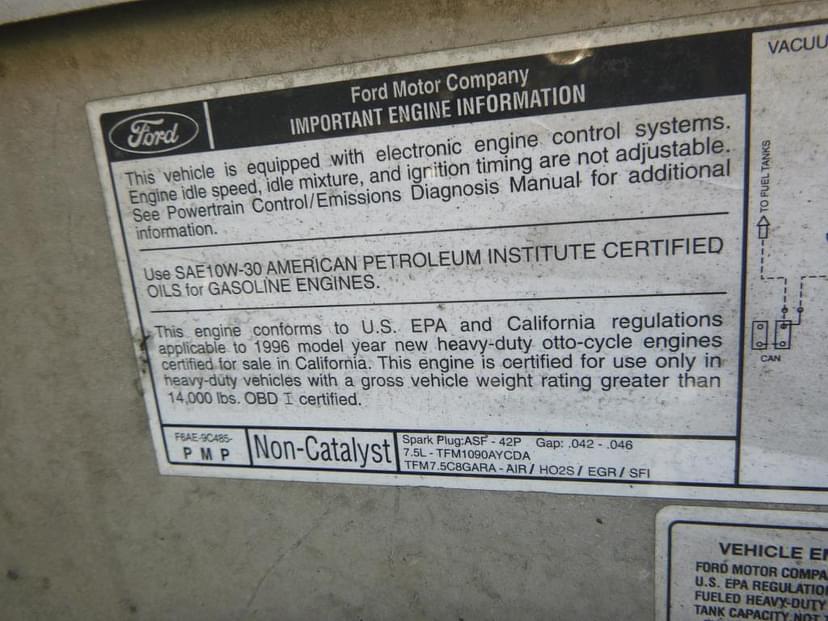 Ford Motor Company
IMPORTANT ENGINE INFORMATION
Ford
This vehicle is equipped with electronic engine control systems.
Engine idle speed, idle mixture, and ignition timing are not adjustable.
See Powertrain Control/Emissions Diagnosis Manual for additional
information.
Use SAE10W-30 AMERICAN PETROLEUM INSTITUTE CERTIFIED
OILS for GASOLINE ENGINES.
This engine conforms to U.S. EPA and California regulations
applicable to 1996 model year new heavy-duty otto-cycle engines
certified for sale in California. This engine is certified for use only in
heavy-duty vehicles with a gross vehicle weight rating greater than
14,000 lbs. OBD I certified.
F6AE-9C485-
P M P
Non-Catalyst
Spark Plug:ASF - 42P Gap: .042 - .046
7.5L - TFM1090AYCDA
TFM7.5C8GARA - AIR / HO2S / EGR / SFI
TO FUEL TANKS
CAN
VEHICLE
FORD MOTOR
U.S. EPA
FUELED HEAVY-DUTY
TANK CAPACITY NOT